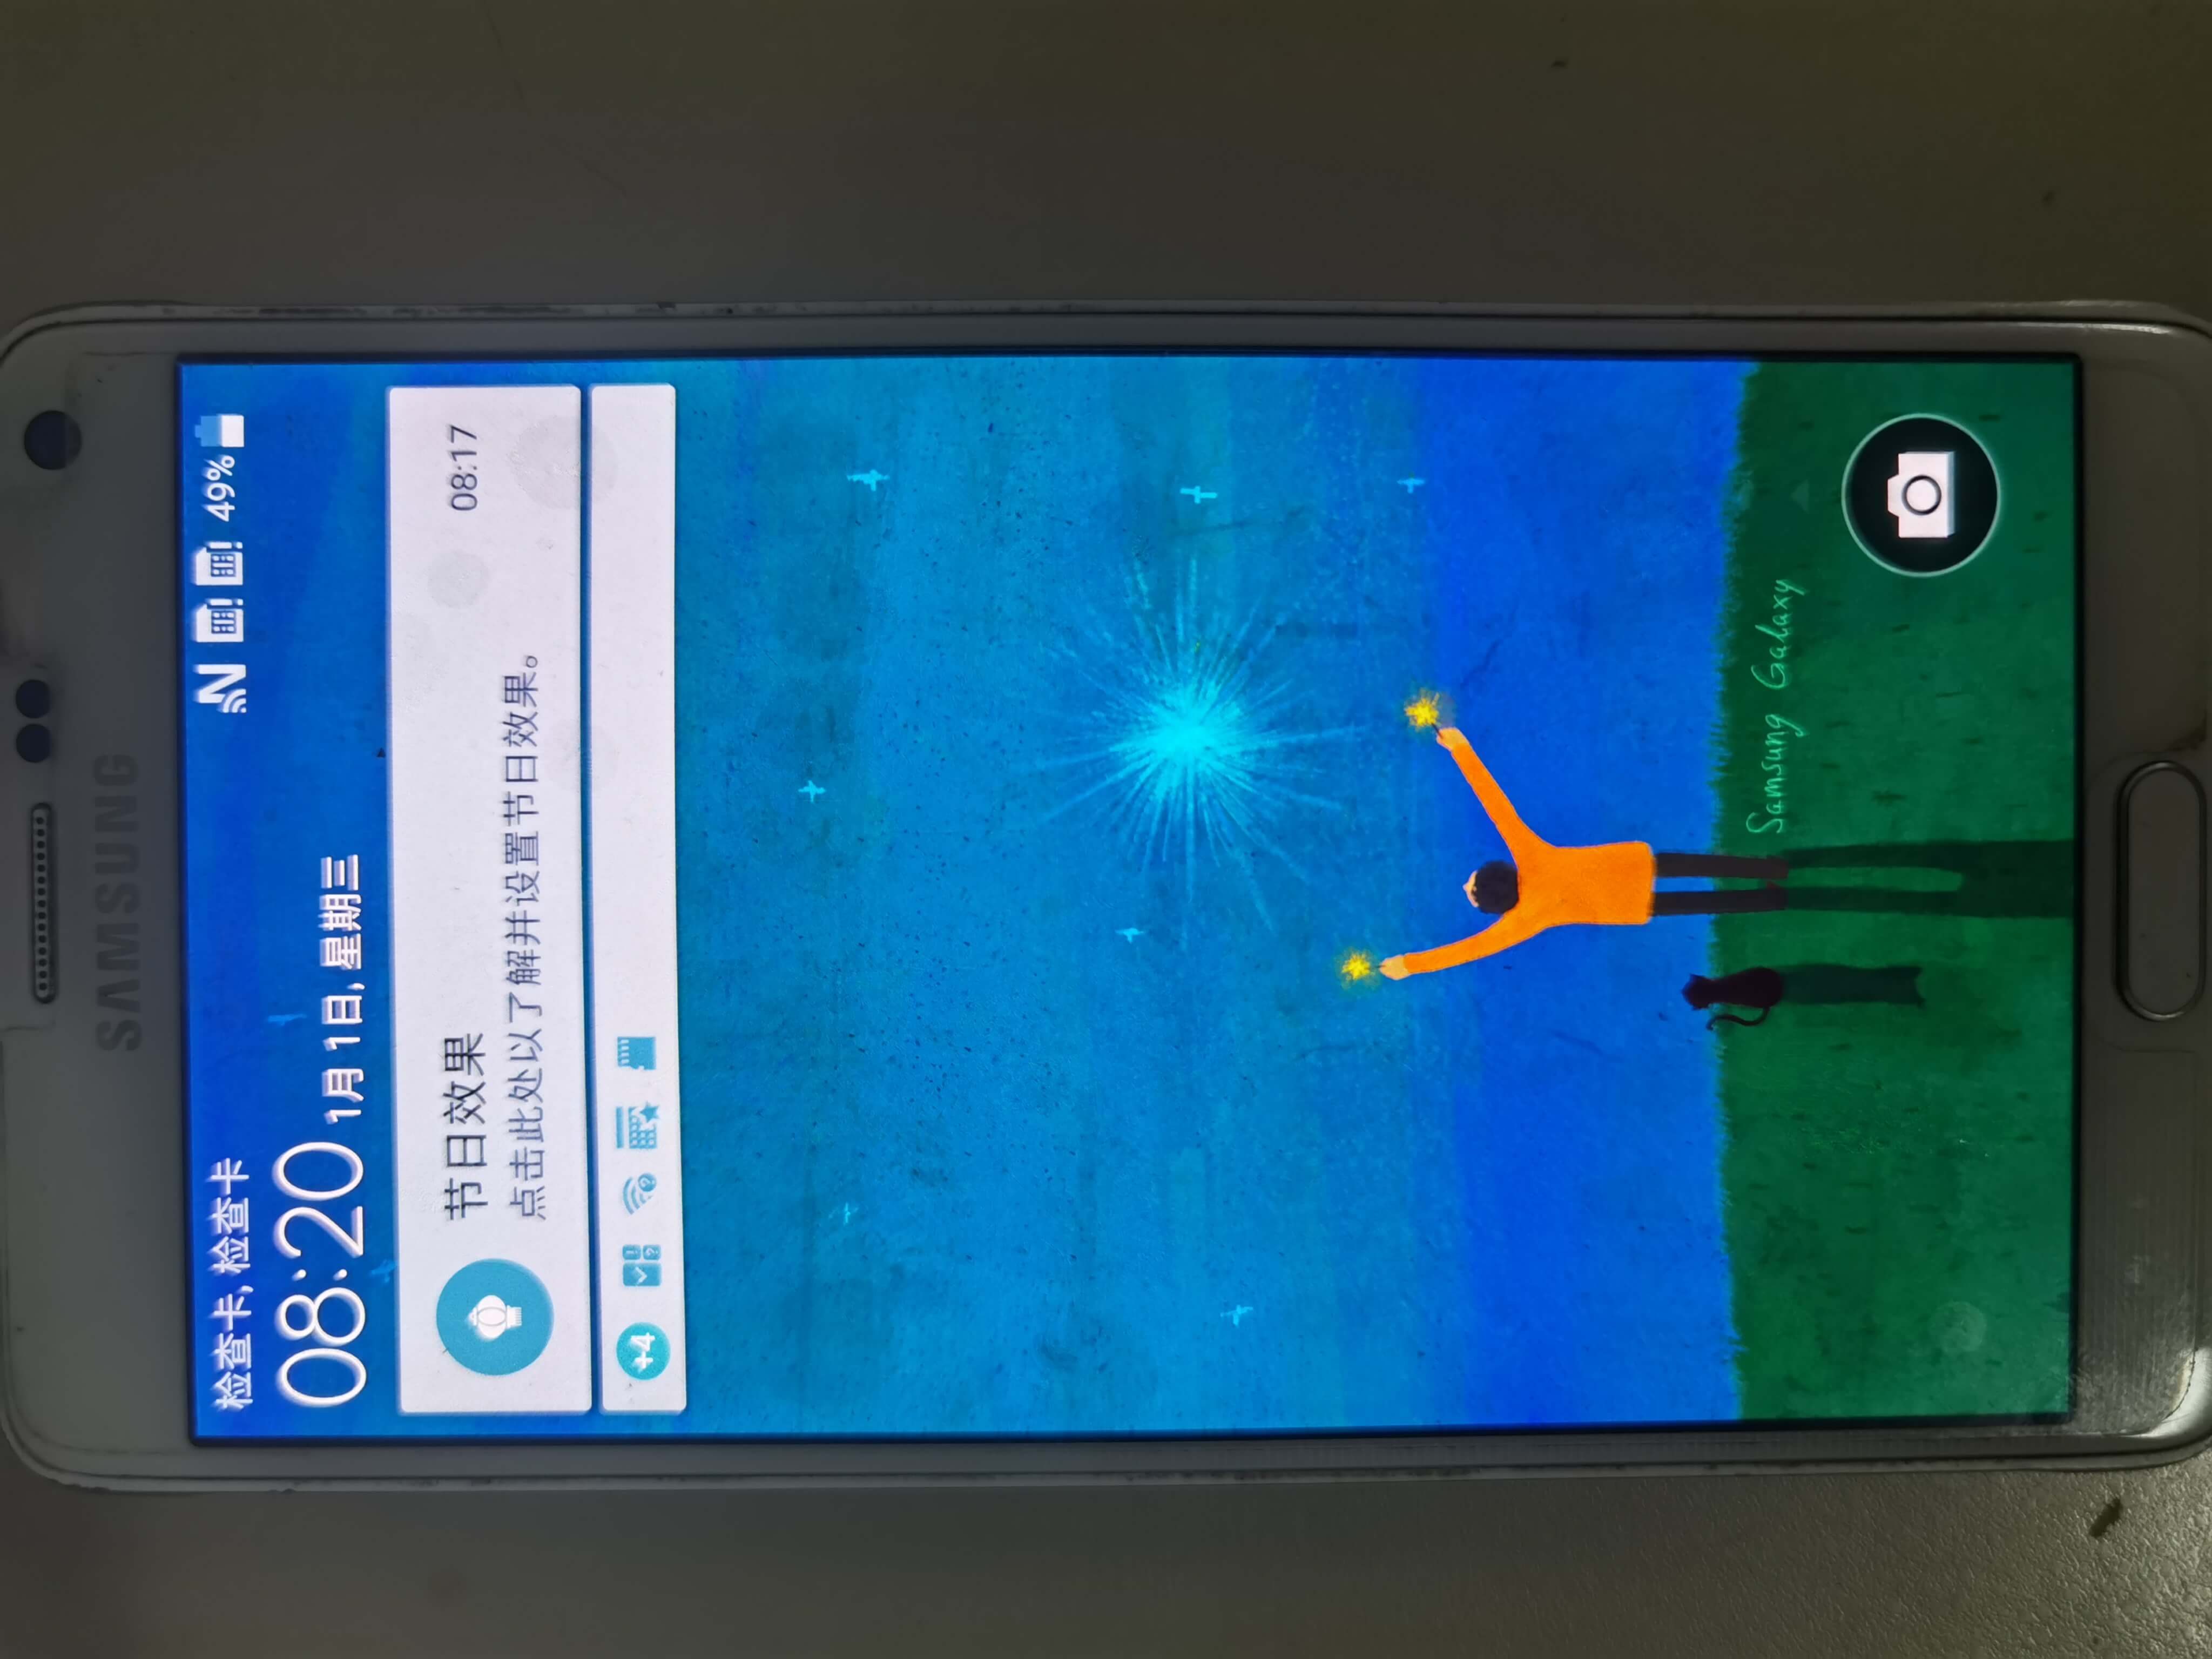 SAMSUNG
49%
检查卡, 检查卡
08:20 1月 1日, 星期三
节日效果 08:17
点击此处以了解并设置节日效果。
+4
Samsung Galaxy